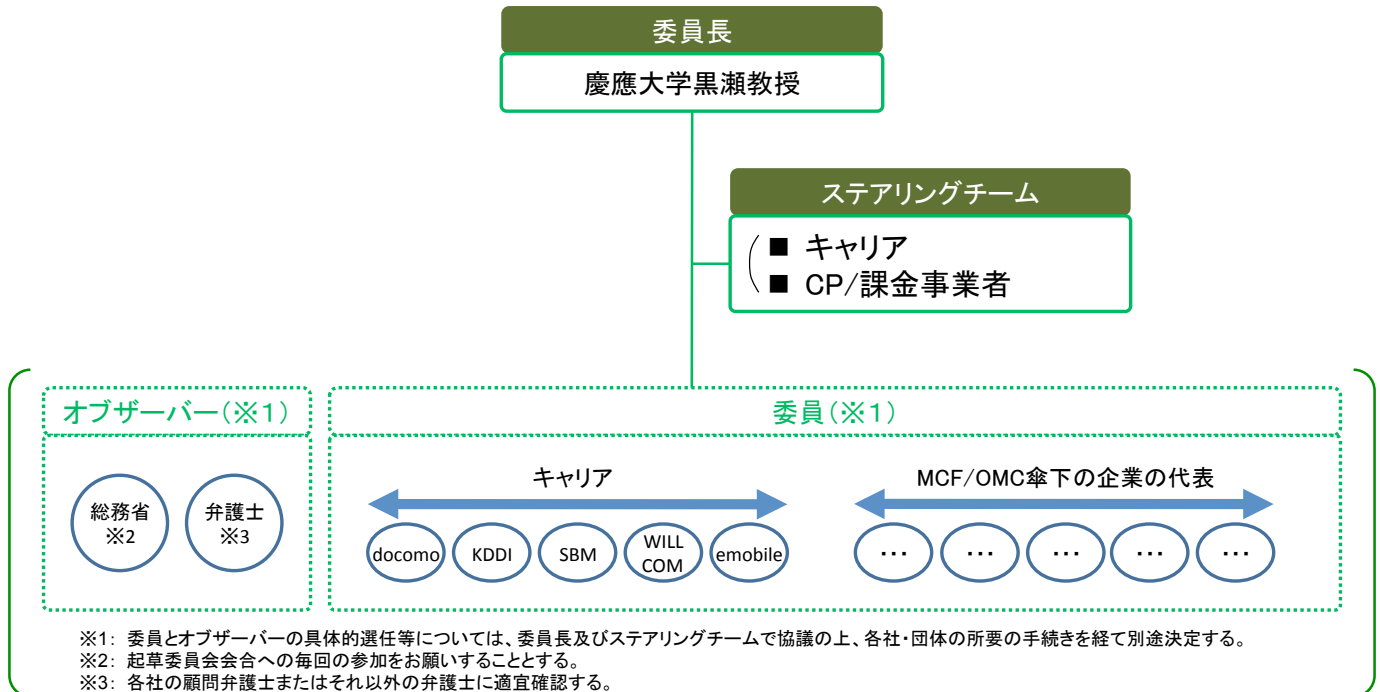 委員長
慶應大学黒瀬教授
ステアリングチーム
■ キャリア
■ CP/課金事業者
オブザーバー(※1)
委員(※1)
総務省
※2
弁護士
※3
キャリア
docomo
KDDI
SBM
WILL
COM
emobile
MCF/OMC傘下の企業の代表
…
…
…
…
…
※1: 委員とオブザーバーの具体的選任等については、委員長及びステアリングチームで協議の上、各社・団体の所要の手続きを経て別途決定する。
※2: 起草委員会会合への毎回の参加をお願いすることとする。
※3: 各社の顧問弁護士またはそれ以外の弁護士に適宜確認する。